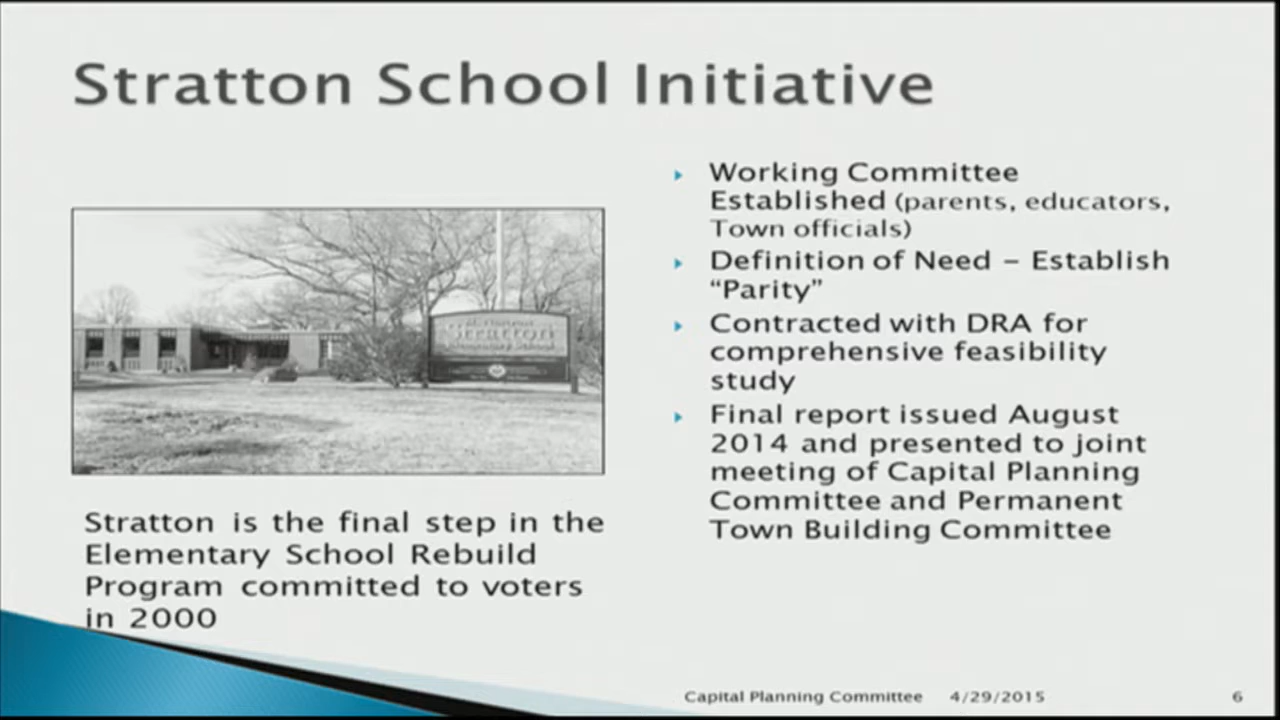 Stratton School Initiative
Stratton
Elementary School
Stratton is the final step in the
Elementary School Rebuild
Program committed to voters
in 2000
Working Committee
Established (parents, educators,
Town officials)
Definition of Need – Establish
“Parity”
Contracted with DRA for
comprehensive feasibility
study
Final report issued August
2014 and presented to joint
meeting of Capital Planning
Committee and Permanent
Town Building Committee
Capital Planning Committee 4/29/2015 6